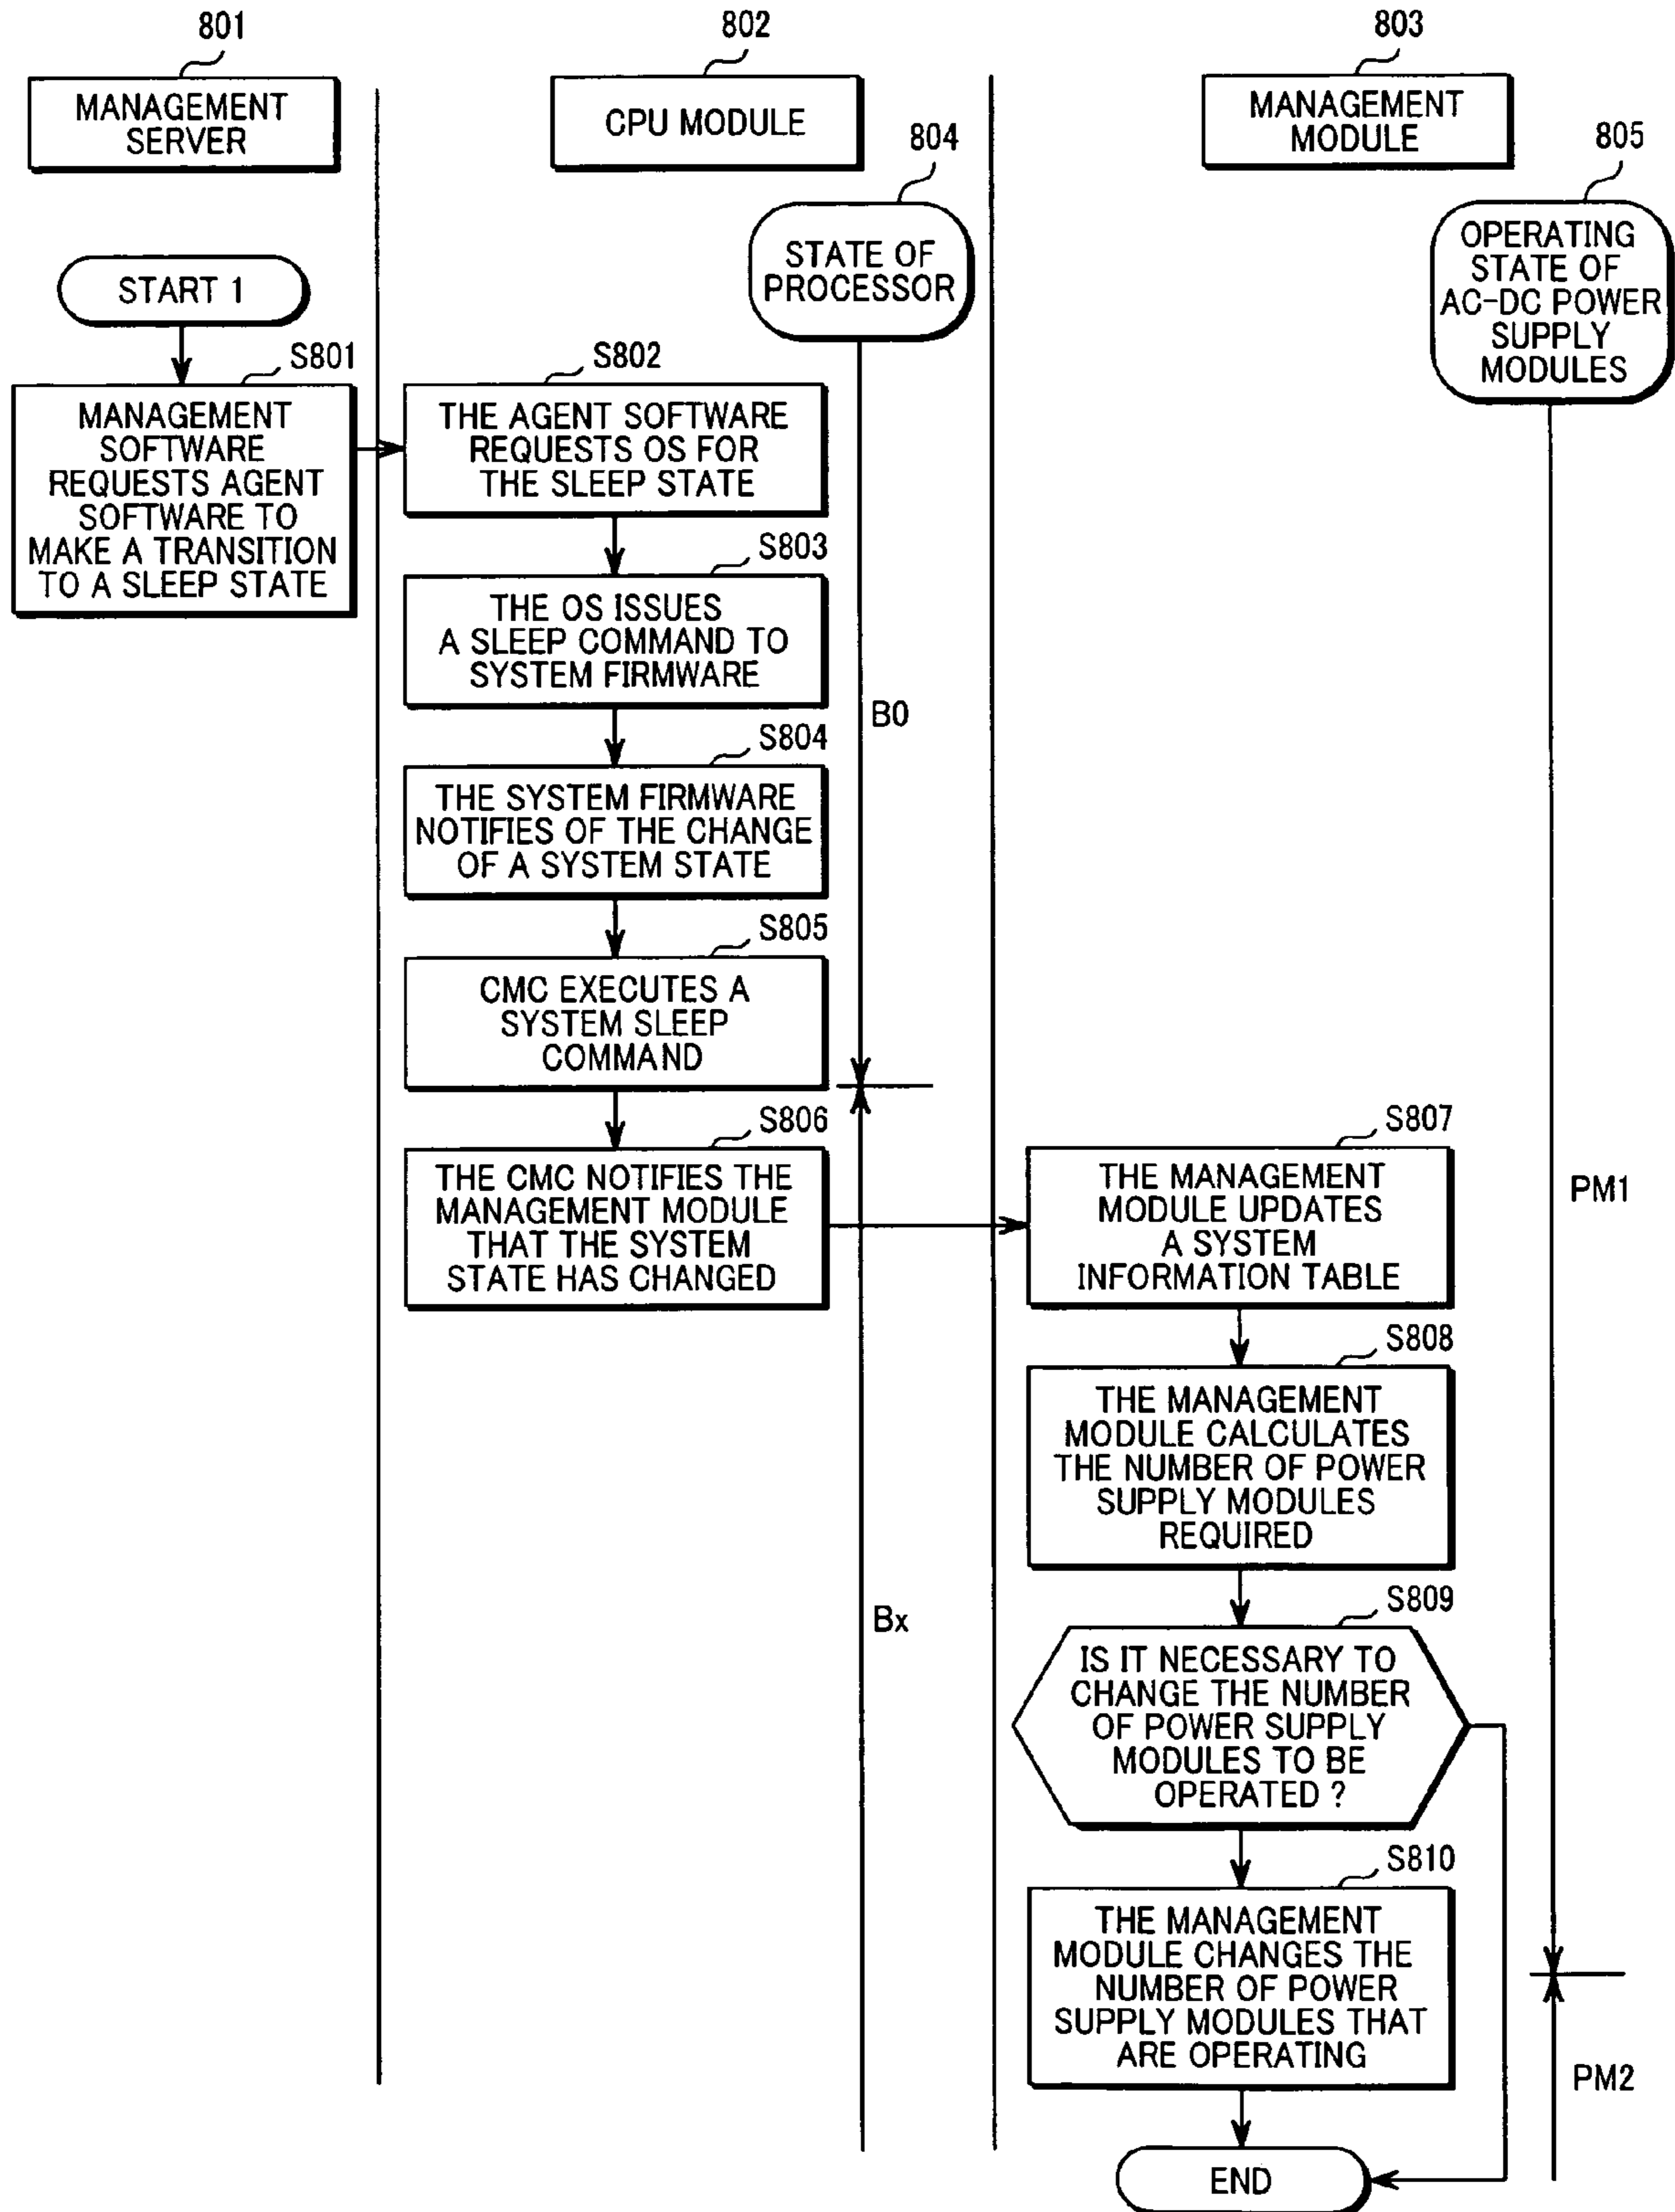 801
802
803
MANAGEMENT
SERVER
CPU MODULE
MANAGEMENT
MODULE
804
805
STATE OF
PROCESSOR
OPERATING
STATE OF
AC-DC POWER
SUPPLY
MODULES
START 1
S801
MANAGEMENT
SOFTWARE
REQUESTS AGENT
SOFTWARE TO
MAKE A TRANSITION
TO A SLEEP STATE
S802
THE AGENT SOFTWARE
REQUESTS OS FOR
THE SLEEP STATE
S803
THE OS ISSUES
A SLEEP COMMAND TO
SYSTEM FIRMWARE
B0
S804
THE SYSTEM FIRMWARE
NOTIFIES OF THE CHANGE
OF A SYSTEM STATE
S805
CMC EXECUTES A
SYSTEM SLEEP
COMMAND
S806
THE CMC NOTIFIES THE
MANAGEMENT MODULE
THAT THE SYSTEM
STATE HAS CHANGED
S807
THE MANAGEMENT
MODULE UPDATES
A SYSTEM
INFORMATION TABLE
PM1
S808
THE MANAGEMENT
MODULE CALCULATES
THE NUMBER OF POWER
SUPPLY MODULES
REQUIRED
Bx
S809
IS IT NECESSARY TO
CHANGE THE NUMBER
OF POWER SUPPLY
MODULES TO BE
OPERATED ?
S810
THE MANAGEMENT
MODULE CHANGES THE
NUMBER OF POWER
SUPPLY MODULES THAT
ARE OPERATING
PM2
END